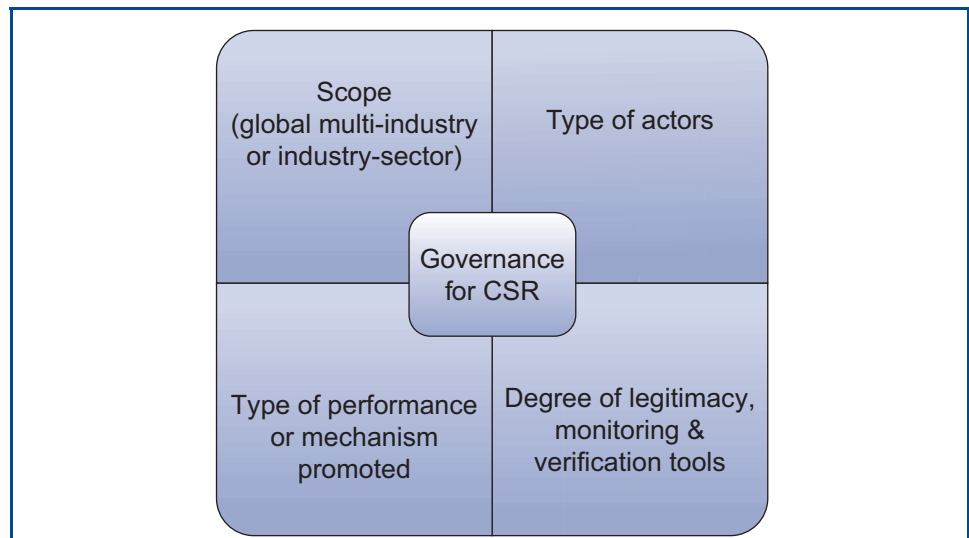 Scope
(global multi-industry
or industry-sector)
Type of actors
Governance
for CSR
Type of performance
or mechanism
promoted
Degree of legitimacy,
monitoring &
verification tools